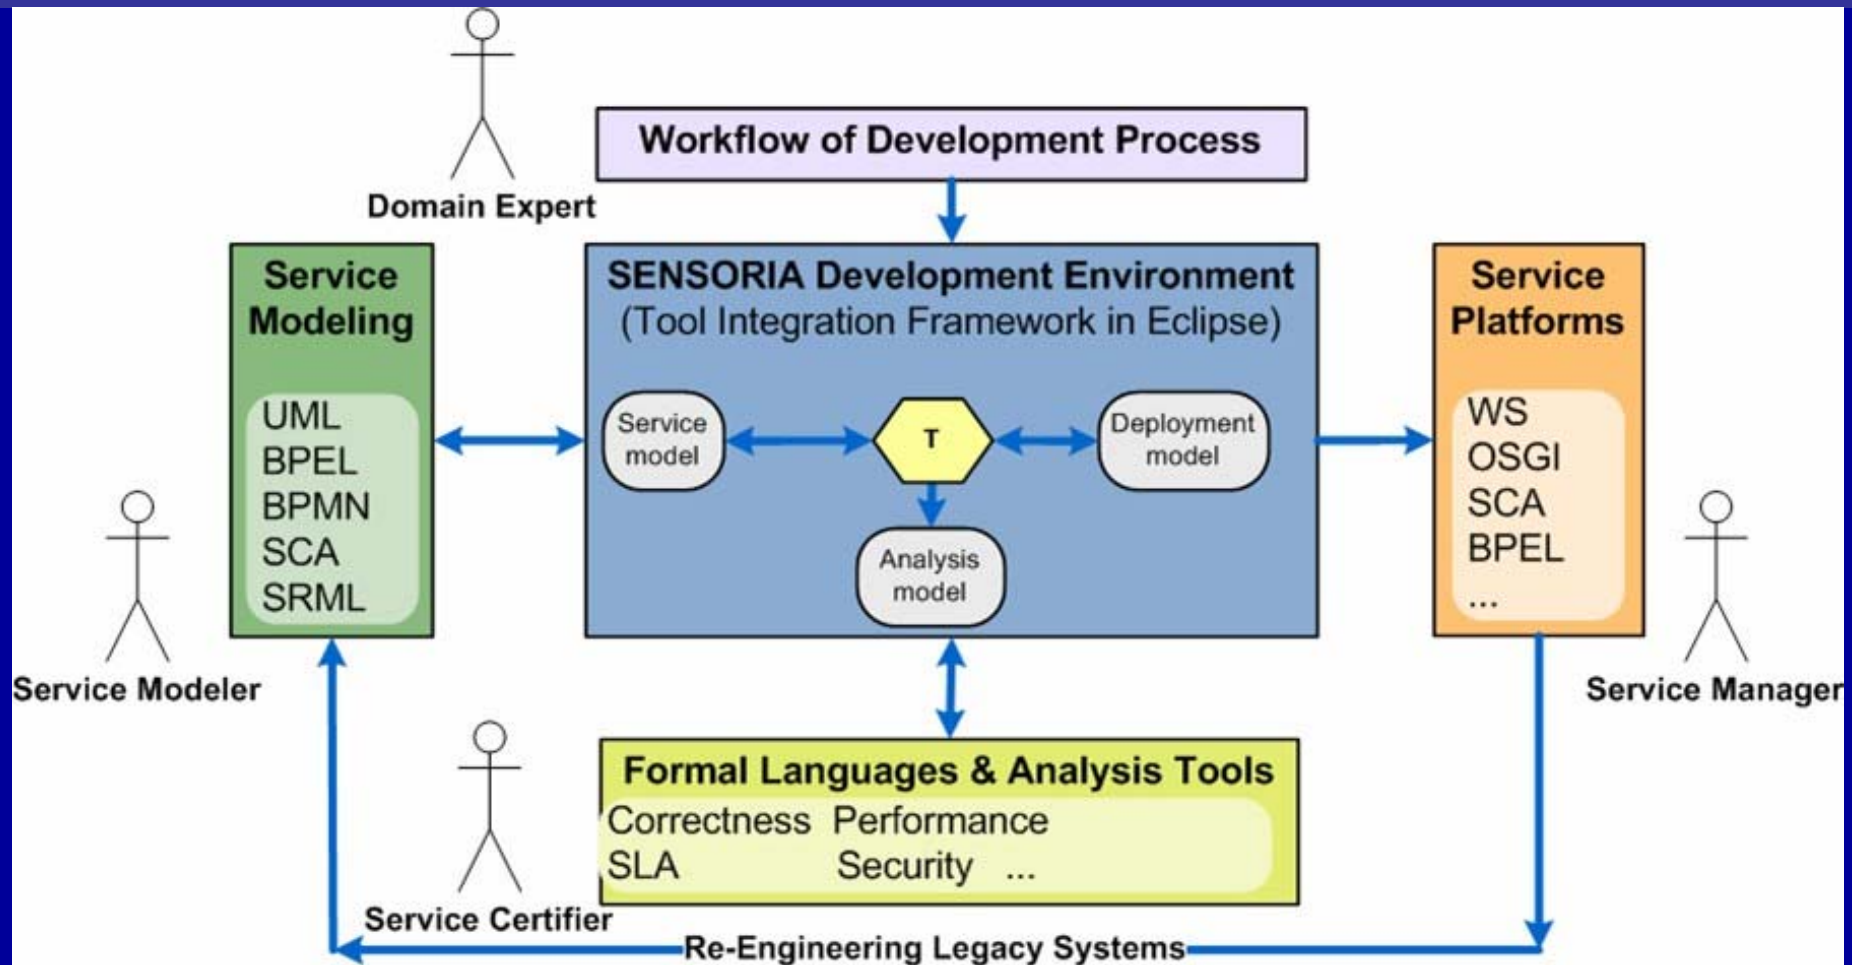 Workflow of Development Process
Domain Expert
Service
Modeling
UML
BPEL
BPMN
SCA
SRML
SENSORIA Development Environment
(Tool Integration Framework in Eclipse)
Service
model
T
Deployment
model
Analysis
model
Service
Platforms
WS
OSGI
SCA
BPEL
...
Service Modeler
Service Manager
Formal Languages & Analysis Tools
Correctness Performance
SLA Security ...
Service Certifier
Re-Engineering Legacy Systems